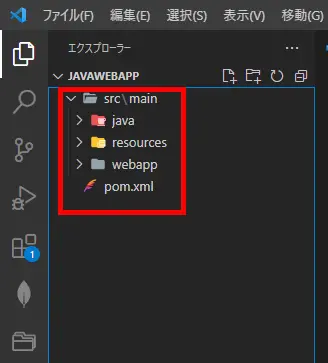 ファイル(F) 編集(E) 選択(S) 表示(V) 移動(G)
エクスプローラー
JAVAWEBAPP
src\main
java
resources
webapp
pom.xml
1